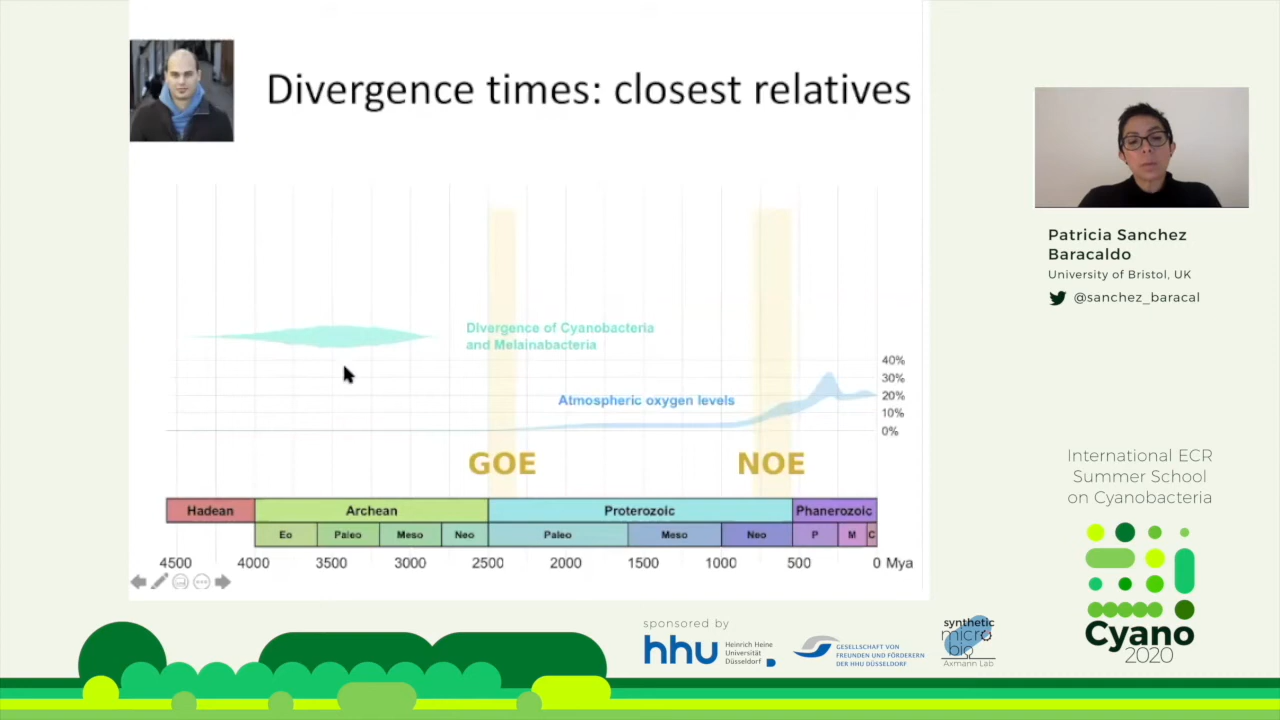 Divergence times: closest relatives
Divergence of Cyanobacteria
and Melainabacteria
Atmospheric oxygen levels
40%
30%
20%
10%
0%
GOE
NOE
Hadean
Archean
Proterozoic
Phanerozoic
Eo
Paleo
Meso
Neo
Paleo
Meso
Neo
P
M
C
4500
4000
3500
3000
2500
2000
1500
1000
500
0 Mya
Patricia Sanchez
Baracaldo
University of Bristol, UK
@sanchez_baracal
International ECR
Summer School
on Cyanobacteria
Cyano
2020
sponsored by
hhu
Heinrich Heine
Universität
Düsseldorf
GESELLSCHAFT VON
FREUNDEN UND FÖRDERERN
DER HHU DÜSSELDORF
synthetic
micro
bio
Axmann Lab